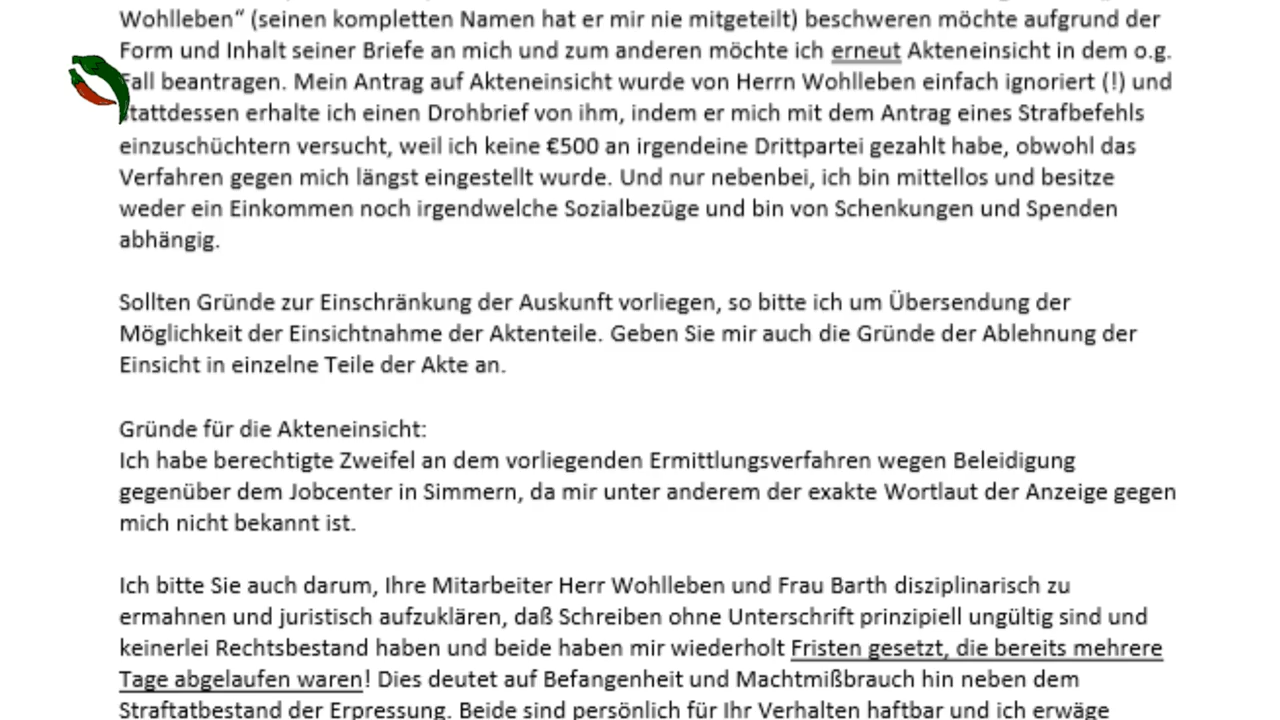 Wohlleben“ (seinen kompletten Namen hat er mir nie mitgeteilt) beschweren möchte aufgrund der
Form und Inhalt seiner Briefe an mich und zum anderen möchte ich erneut Akteneinsicht in dem o.g.
Fall beantragen. Mein Antrag auf Akteneinsicht wurde von Herrn Wohlleben einfach ignoriert (!) und
stattdessen erhalte ich einen Drohbrief von ihm, indem er mich mit dem Antrag eines Strafbefehls
einzuschüchtern versucht, weil ich keine €500 an irgendeine Drittpartei gezahlt habe, obwohl das
Verfahren gegen mich längst eingestellt wurde. Und nur nebenbei, ich bin mittellos und besitze
weder ein Einkommen noch irgendwelche Sozialbezüge und bin von Schenkungen und Spenden
abhängig.
Sollten Gründe zur Einschränkung der Auskunft vorliegen, so bitte ich um Übersendung der
Möglichkeit der Einsichtnahme der Aktenteile. Geben Sie mir auch die Gründe der Ablehnung der
Einsicht in einzelne Teile der Akte an.
Gründe für die Akteneinsicht:
Ich habe berechtigte Zweifel an dem vorliegenden Ermittlungsverfahren wegen Beleidigung
gegenüber dem Jobcenter in Simmern, da mir unter anderem der exakte Wortlaut der Anzeige gegen
mich nicht bekannt ist.
Ich bitte Sie auch darum, Ihre Mitarbeiter Herr Wohlleben und Frau Barth disziplinarisch zu
ermahnen und juristisch aufzuklären, daß Schreiben ohne Unterschrift prinzipiell ungültig sind und
keinerlei Rechtsbestand haben und beide haben mir wiederholt Fristen gesetzt, die bereits mehrere
Tage abgelaufen waren! Dies deutet auf Befangenheit und Machtmißbrauch hin neben dem
Straftatbestand der Erpressung. Beide sind persönlich für Ihr Verhalten haftbar und ich erwäge